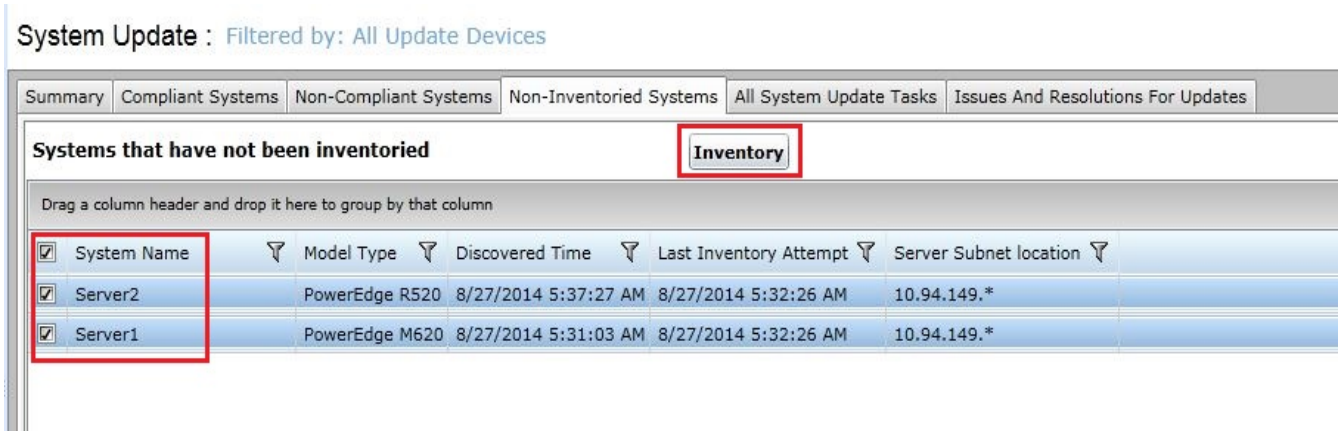 System Update : Filtered by: All Update Devices
Summary Compliant Systems Non-Compliant Systems Non-Inventoried Systems All System Update Tasks Issues And Resolutions For Updates
Systems that have not been inventoried Inventory
Drag a column header and drop it here to group by that column
System Name Model Type Discovered Time Last Inventory Attempt Server Subnet location
Server2 PowerEdge R520 8/27/2014 5:37:27 AM 8/27/2014 5:32:26 AM 10.94.149.*
Server1 PowerEdge M620 8/27/2014 5:31:03 AM 8/27/2014 5:32:26 AM 10.94.149.*